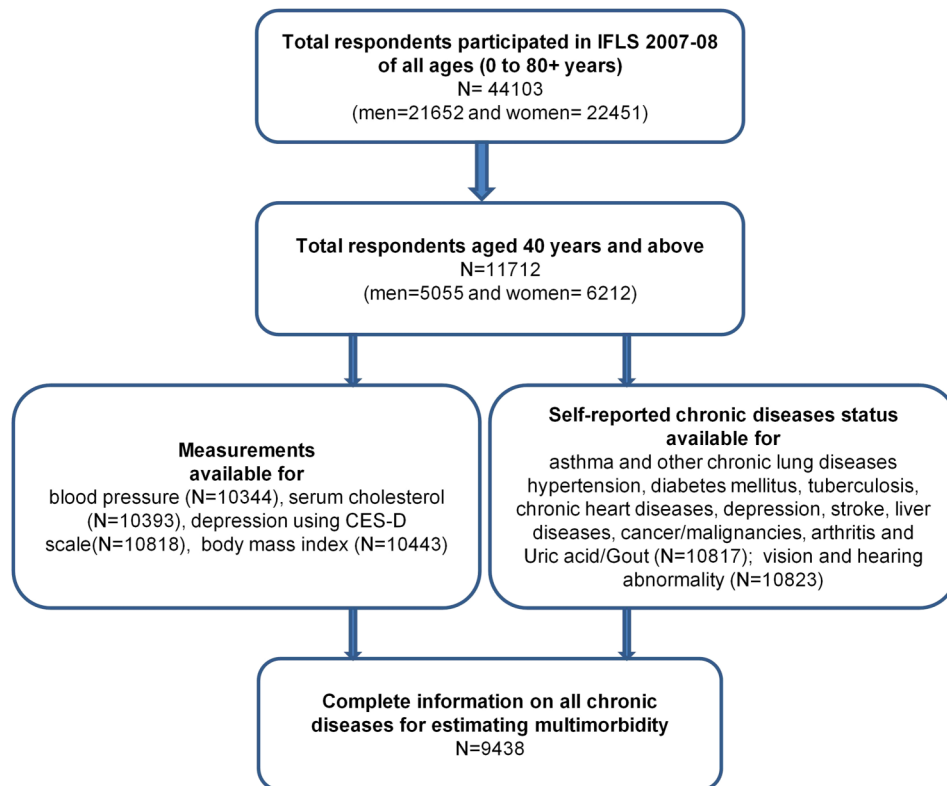 Total respondents participated in IFLS 2007-08
of all ages (0 to 80+ years)
N= 44103
(men=21652 and women= 22451)
Total respondents aged 40 years and above
N=11712
(men=5055 and women= 6212)
Measurements
available for
blood pressure (N=10344), serum cholesterol
(N=10393), depression using CES-D
scale(N=10818), body mass index (N=10443)
Self-reported chronic diseases status
available for
asthma and other chronic lung diseases
hypertension, diabetes mellitus, tuberculosis,
chronic heart diseases, depression, stroke, liver
diseases, cancer/malignancies, arthritis and
Uric acid/Gout (N=10817); vision and hearing
abnormality (N=10823)
Complete information on all chronic
diseases for estimating multimorbidity
N=9438